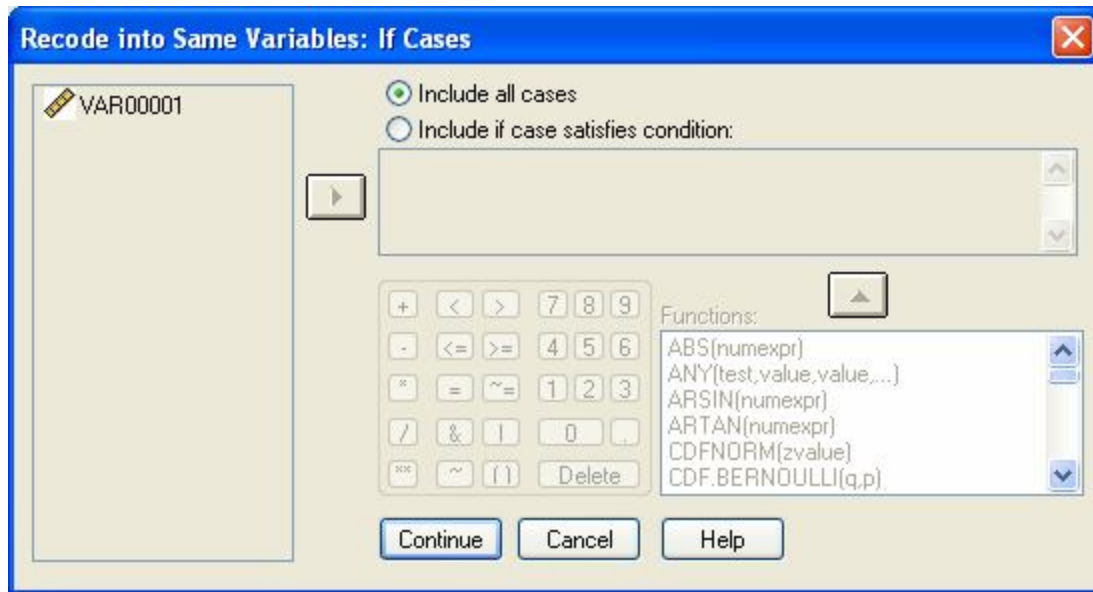 Recode into Same Variables: If Cases
VAR00001
Include all cases
Include if case satisfies condition:
+ < > 7 8 9
- <= >= 4 5 6
* = ~= 1 2 3
/ & | 0 .
** ~ ( ) Delete
Functions:
ABS(numexpr)
ANY(test,value,value,...)
ARSIN(numexpr)
ARTAN(numexpr)
CDFNORM(zvalue)
CDF.BERNOULLI(q,p)
Continue Cancel Help